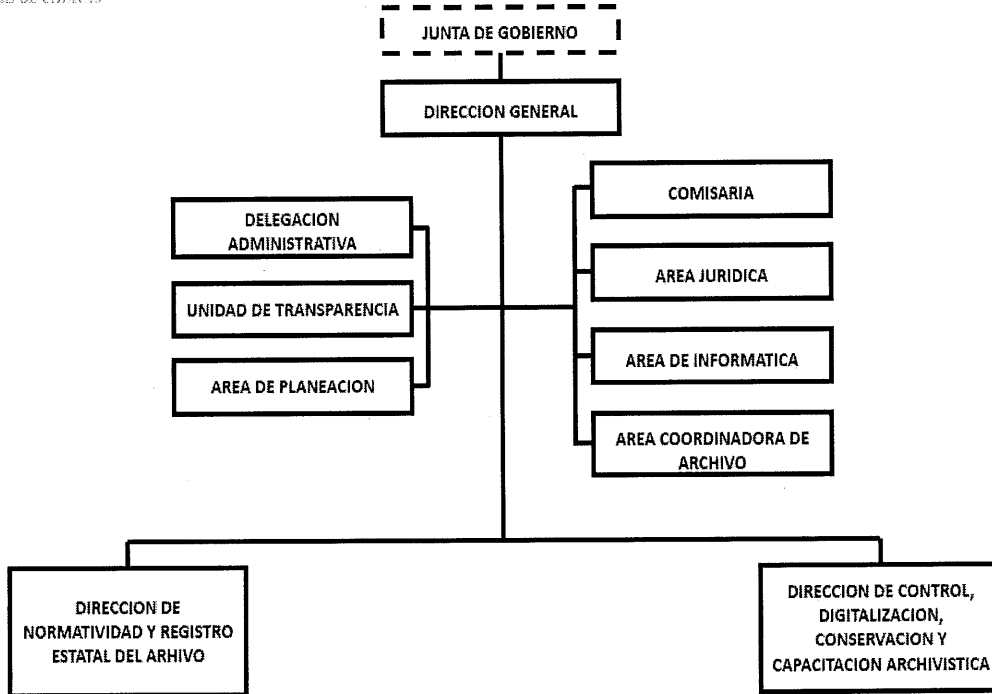 JUNTA DE GOBIERNO
DIRECCION GENERAL
DELEGACION
ADMINISTRATIVA
UNIDAD DE TRANSPARENCIA
AREA DE PLANEACION
COMISARIA
AREA JURIDICA
AREA DE INFORMATICA
AREA COORDINADORA DE
ARCHIVO
DIRECCION DE
NORMATIVIDAD Y REGISTRO
ESTATAL DEL ARHIVO
DIRECCION DE CONTROL,
DIGITALIZACION,
CONSERVACION Y
CAPACITACION ARCHIVISTICA